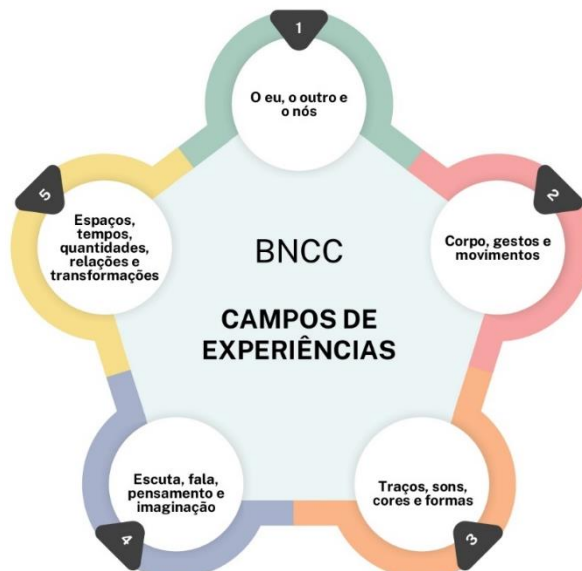 1
O eu, o outro e
o nós
2
Corpo, gestos e
movimentos
3
Traços, sons,
cores e formas
4
Escuta, fala,
pensamento e
imaginação
5
Espaços,
tempos,
quantidades,
relações e
transformações
BNCC
CAMPOS DE
EXPERIÊNCIAS